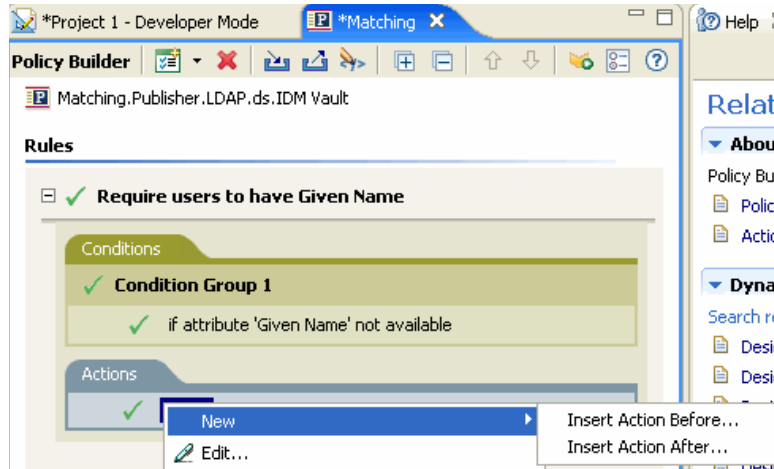 *Project 1 - Developer Mode
*Matching
Help
Policy Builder
Matching.Publisher.LDAP.ds.IDM Vault
Rules
Require users to have Given Name
Conditions
Condition Group 1
if attribute 'Given Name' not available
Actions
New
Edit...
Insert Action Before...
Insert Action After...
Relat
Abou
Policy Bu
Polic
Actio
Dyna
Search re
Desi
Desi